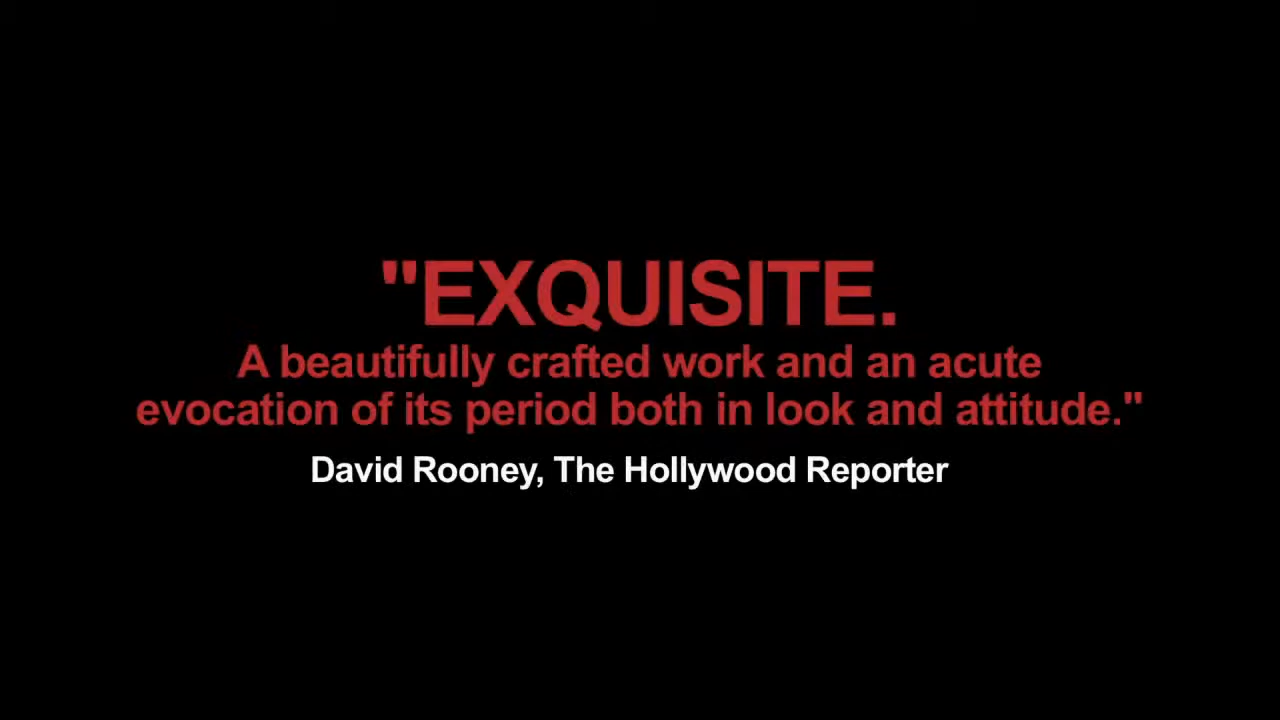 "EXQUISITE.
A beautifully crafted work and an acute
evocation of its period both in look and attitude."
David Rooney, The Hollywood Reporter